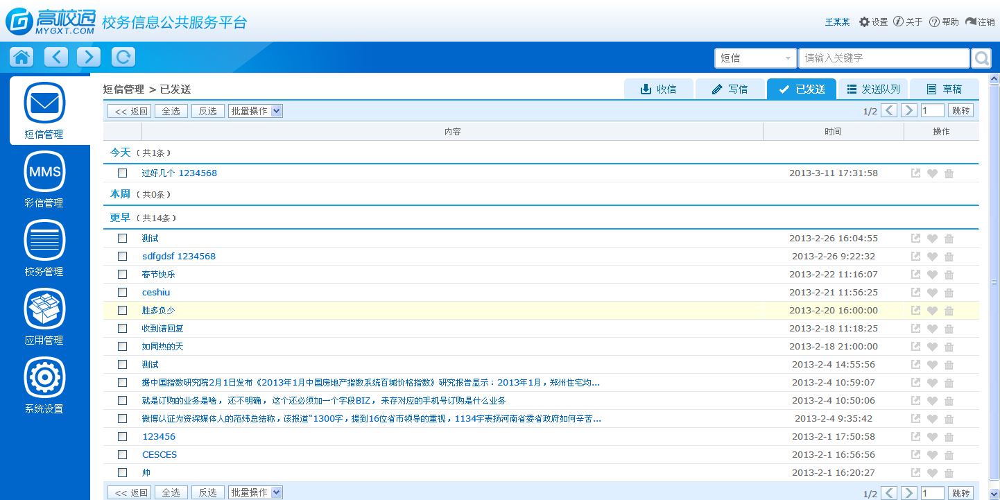 高校通 校务信息公共服务平台
MYGXT.COM
王某某 设置 关于 帮助 注销
短信 请输入关键字
短信管理 > 已发送 收信 写信 已发送 发送队列 草稿
<< 返回 全选 反选 批量操作 1/2 1 跳转
内容 时间 操作
今天 (共1条)
过好几个 1234568 2013-3-11 17:31:58
本周 (共0条)
更早 (共14条)
测试 2013-2-26 16:04:55
sdfgdsf 1234568 2013-2-26 9:22:32
春节快乐 2013-2-22 11:16:07
ceshiu 2013-2-21 11:56:25
胜多负少 2013-2-20 16:00:00
收到请回复 2013-2-18 11:18:25
如同热的天 2013-2-18 21:00:00
测试 2013-2-4 14:55:56
据中国指数研究院2月1日发布《2013年1月中国房地产指数系统百城价格指数》研究报告显示：2013年1月，郑州住宅均... 2013-2-4 10:59:07
就是订购的业务是啥，还不明确，这个还必须加一个字段BIZ，来存对应的手机号订购是什么业务 2013-2-4 10:50:06
微博认证为资深媒体人的范炜总结称，该报道“1300字，提到16位省市领导的重视，1134字表扬河南省委省政府如何辛苦... 2013-2-4 9:35:42
123456 2013-2-1 17:50:58
CESCES 2013-2-1 16:56:56
帅 2013-2-1 16:20:27
<< 返回 全选 反选 批量操作 1/2 1 跳转
短信管理
MMS
彩信管理
校务管理
应用管理
系统设置